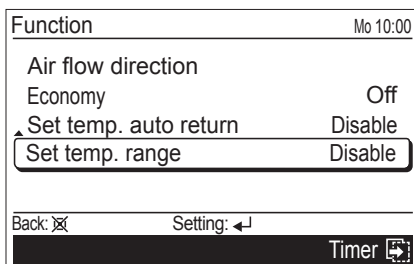 Function Mo 10:00
Air flow direction
Economy Off
Set temp. auto return Disable
Set temp. range Disable
Back: Setting:
Timer